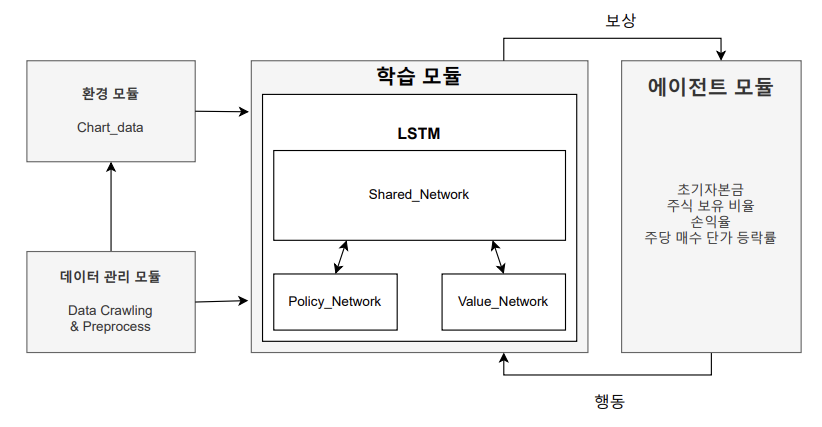 보상
환경 모듈
Chart_data
데이터 관리 모듈
Data Crawling
& Preprocess
학습 모듈
LSTM
Shared_Network
Policy_Network
Value_Network
에이전트 모듈
초기자본금
주식 보유 비율
손익율
주당 매수 단가 등락률
행동